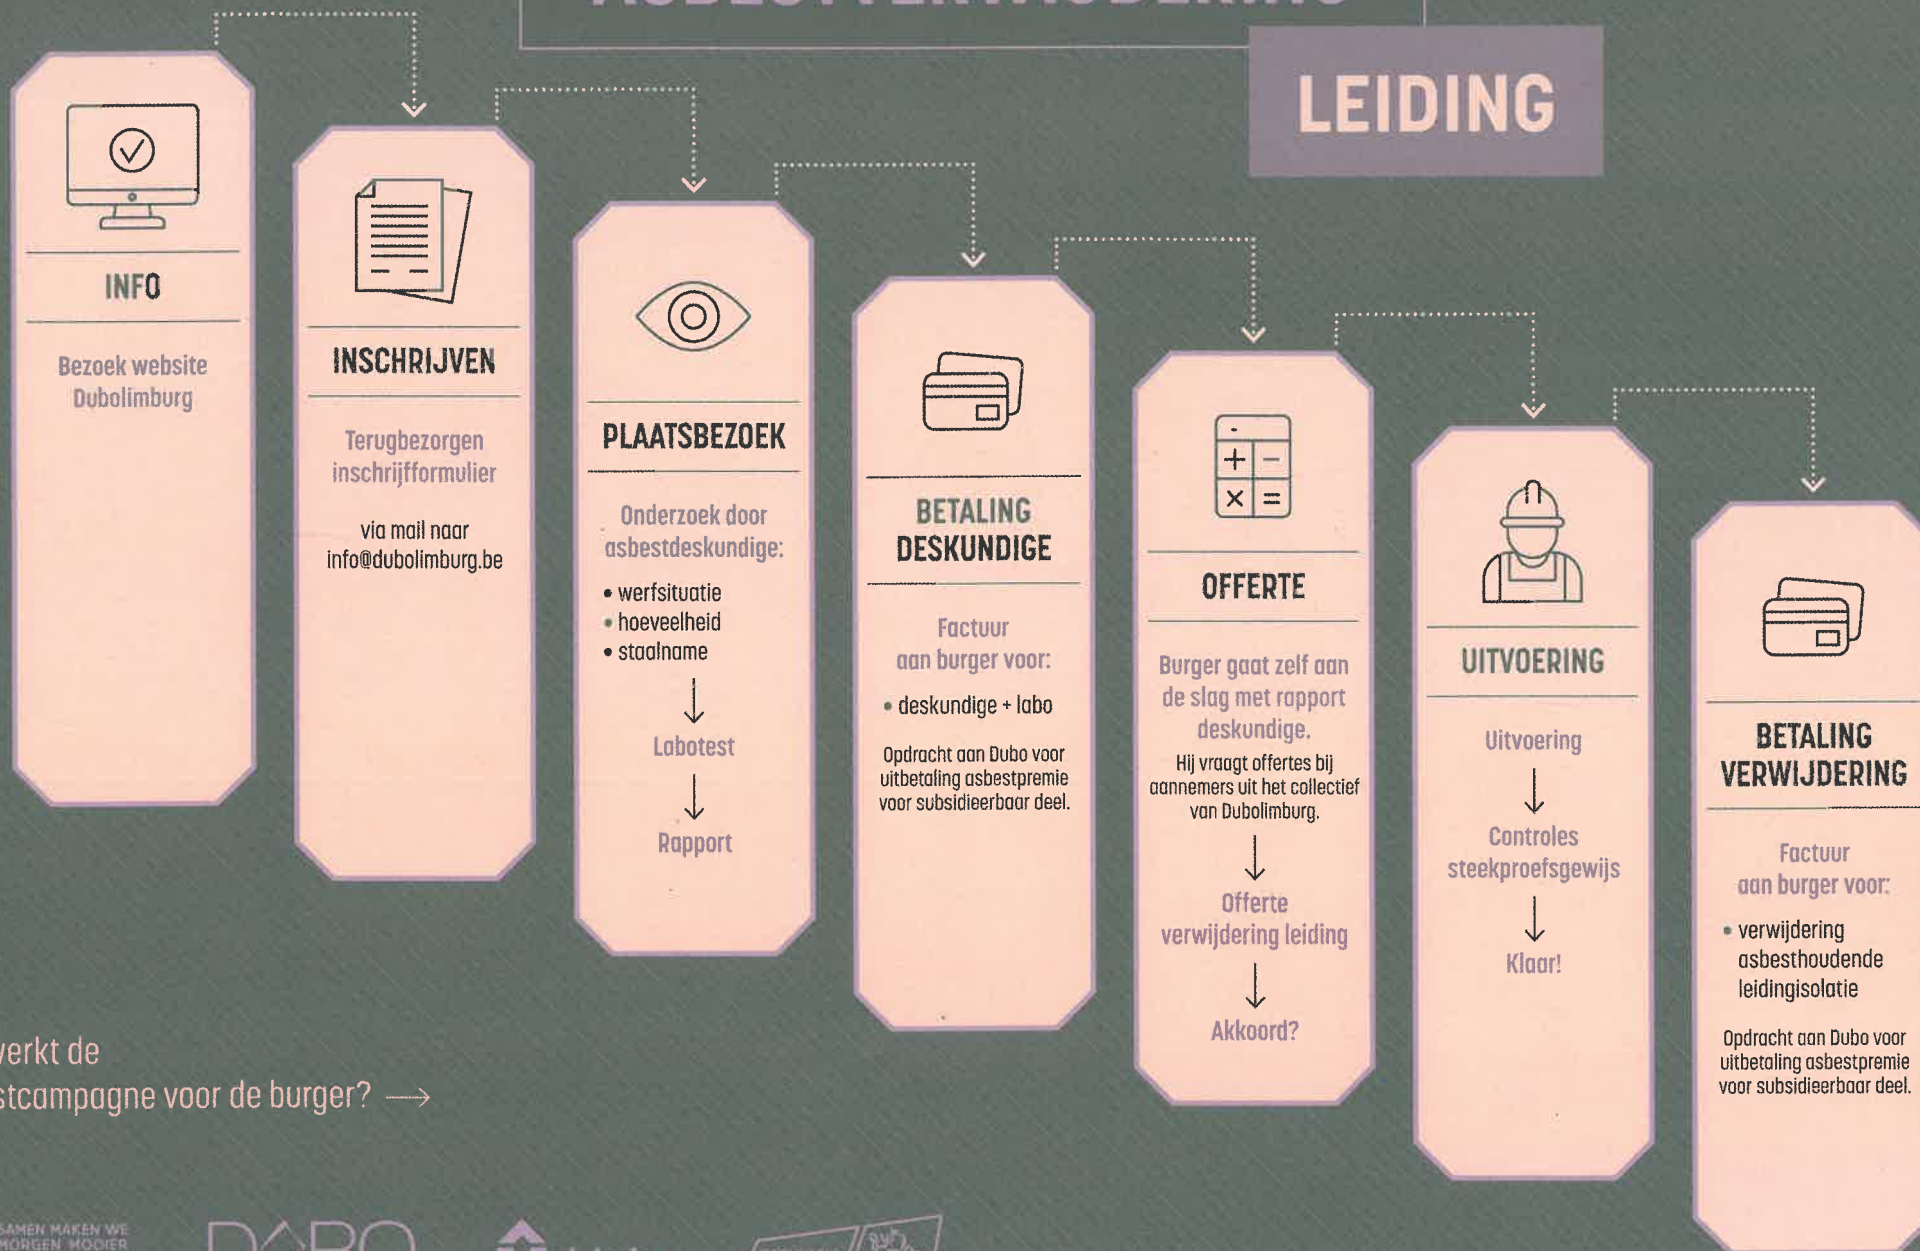 ASBESTVERWIJDERING
LEIDING
INFO
Bezoek website
Dubolimburg
INSCHRIJVEN
Terugbezorgen
inschrijfformulier
via mail naar
info@dubolimburg.be
PLAATSBEZOEK
Onderzoek door
asbestdeskundige:
• werfsituatie
• hoeveelheid
• staalname
Labotest
Rapport
BETALING
DESKUNDIGE
Factuur
aan burger voor:
• deskundige + labo
Opdracht aan Dubo voor
uitbetaling asbestpremie
voor subsidieerbaar deel.
OFFERTE
Burger gaat zelf aan
de slag met rapport
deskundige.
Hij vraagt offertes bij
aannemers uit het collectief
van Dubolimburg.
Offerte
verwijdering leiding
Akkoord?
UITVOERING
Uitvoering
Controles
steekproefsgewijs
Klaar!
BETALING
VERWIJDERING
Factuur
aan burger voor:
• verwijdering
asbesthoudende
leidingisolatie
Opdracht aan Dubo voor
uitbetaling asbestpremie
voor subsidieerbaar deel.
werkt de
stcampagne voor de burger? →
SAMEN MAKEN WE
MORGEN MOOIER